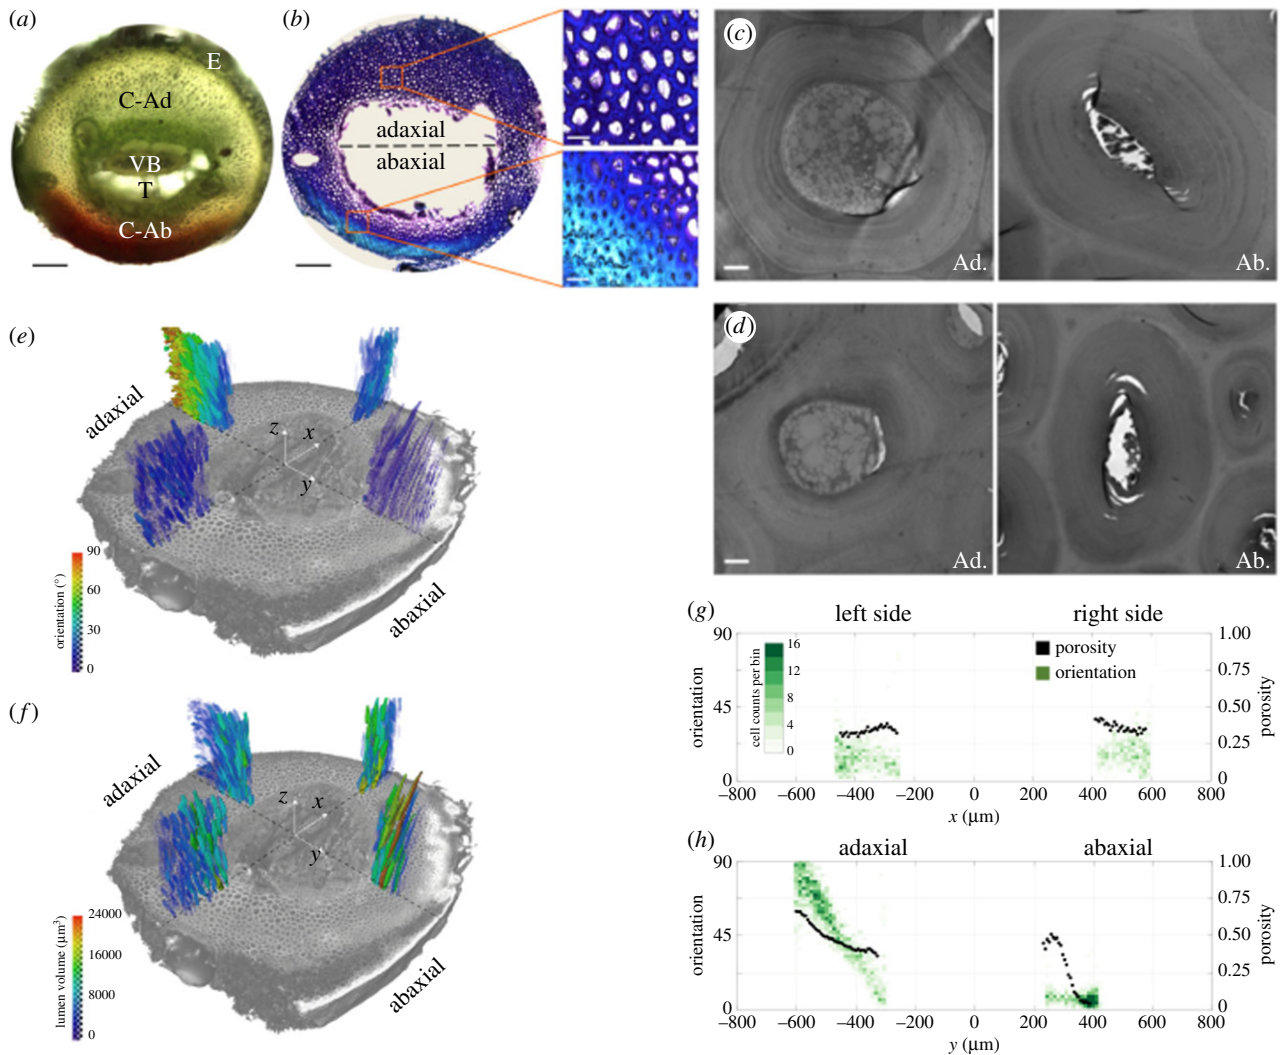 (a)
E
C-Ad
VB
T
C-Ab
(b)
adaxial
abaxial
(c)
Ad.
Ab.
(d)
Ad.
Ab.
(e)
adaxial
z
x
y
abaxial
orientation (°)
90
60
30
0
(f)
adaxial
z
x
y
abaxial
lumen volume (µm³)
24000
16000
8000
0
(g)
left side
right side
orientation
90
45
0
cell counts per bin
16
8
4
0
porosity
orientation
1.00
0.75
0.50
0.25
0
porosity
–800 –600 –400 –200 0 200 400 600 800
x (µm)
(h)
adaxial
abaxial
orientation
90
45
0
1.00
0.75
0.50
0.25
0
porosity
–800 –600 –400 –200 0 200 400 600 800
y (µm)